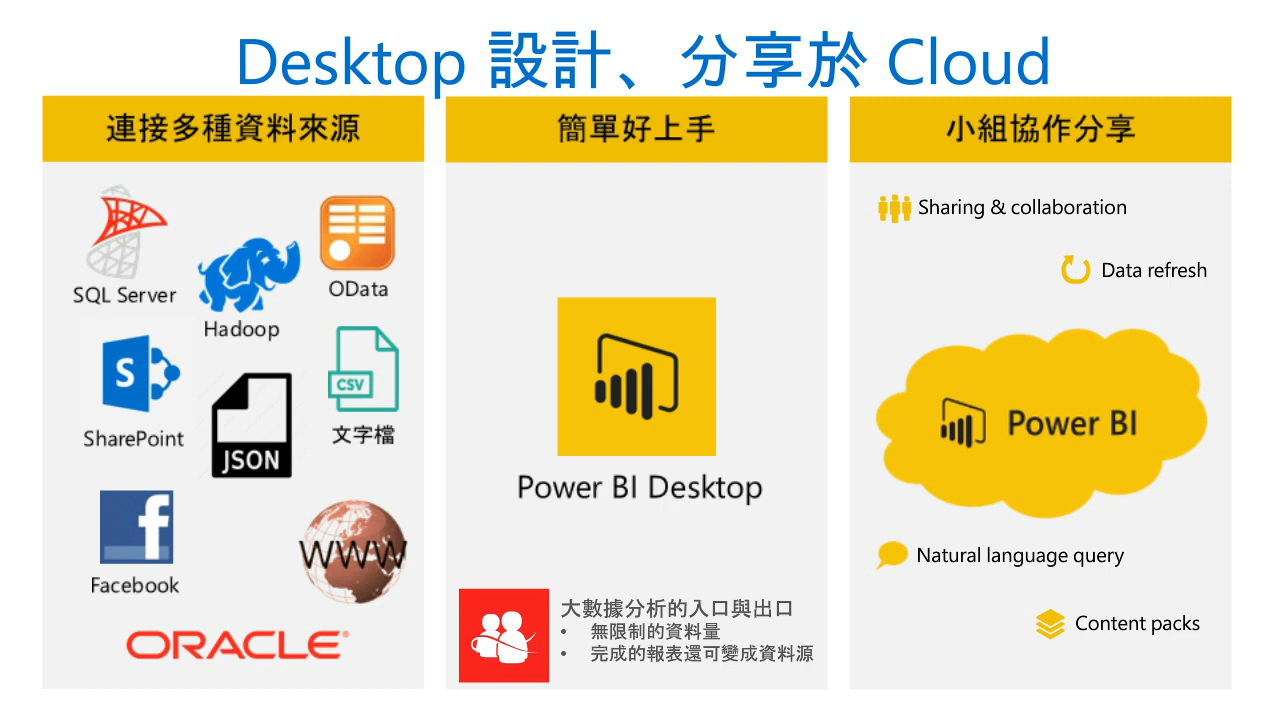 Desktop 設計、分享於 Cloud
連接多種資料來源
SQL Server
Hadoop
OData
SharePoint
JSON
CSV
文字檔
Facebook
WWW
ORACLE®
簡單好上手
Power BI Desktop
大數據分析的入口與出口
• 無限制的資料量
• 完成的報表還可變成資料源
小組協作分享
Sharing & collaboration
Data refresh
Power BI
Natural language query
Content packs